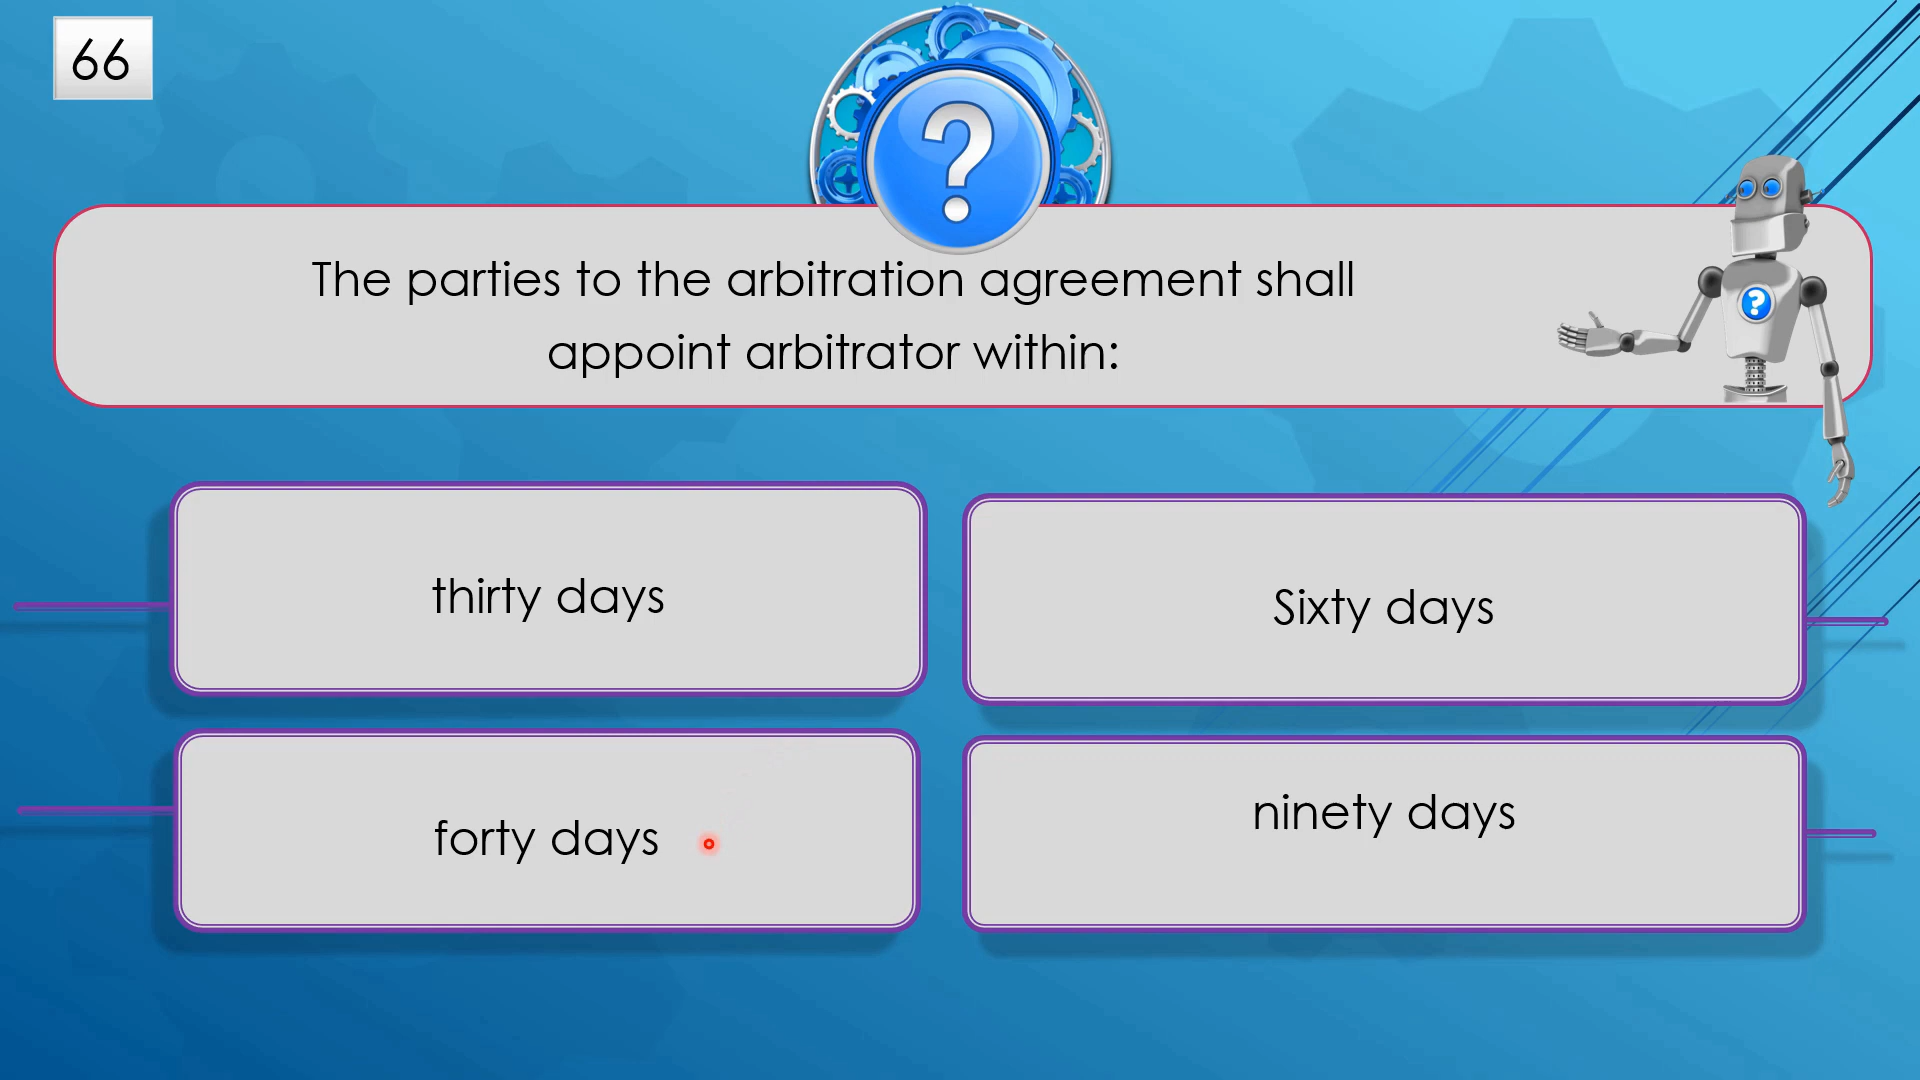 66
?
The parties to the arbitration agreement shall
appoint arbitrator within:
?
thirty days
Sixty days
forty days
ninety days